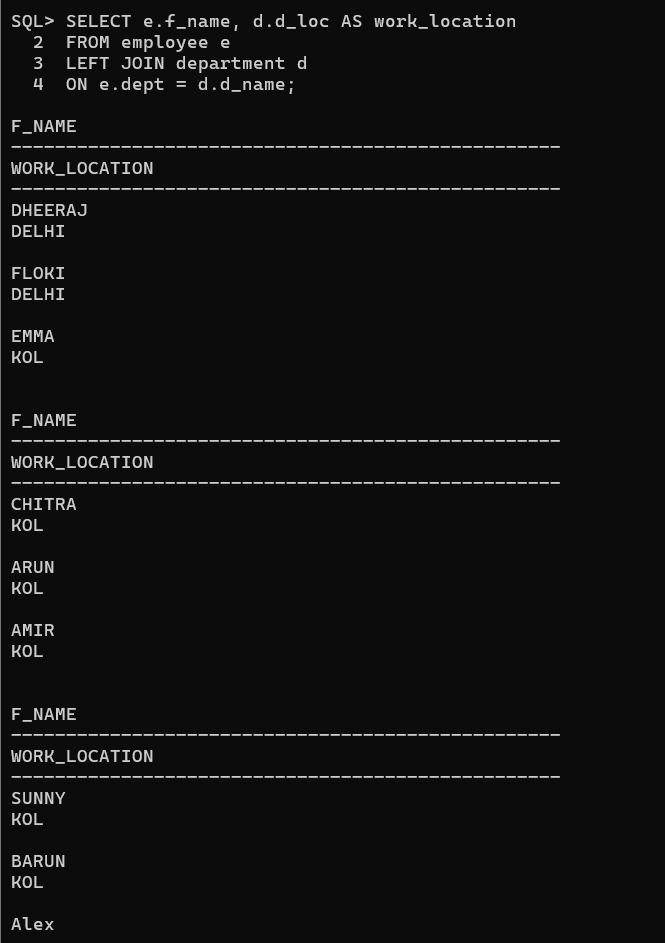 SQL> SELECT e.f_name, d.d_loc AS work_location
  2  FROM employee e
  3  LEFT JOIN department d
  4  ON e.dept = d.d_name;

F_NAME
--------------------------------------------------
WORK_LOCATION
--------------------------------------------------
DHEERAJ
DELHI

FLOKI
DELHI

EMMA
KOL


F_NAME
--------------------------------------------------
WORK_LOCATION
--------------------------------------------------
CHITRA
KOL

ARUN
KOL

AMIR
KOL


F_NAME
--------------------------------------------------
WORK_LOCATION
--------------------------------------------------
SUNNY
KOL

BARUN
KOL

Alex